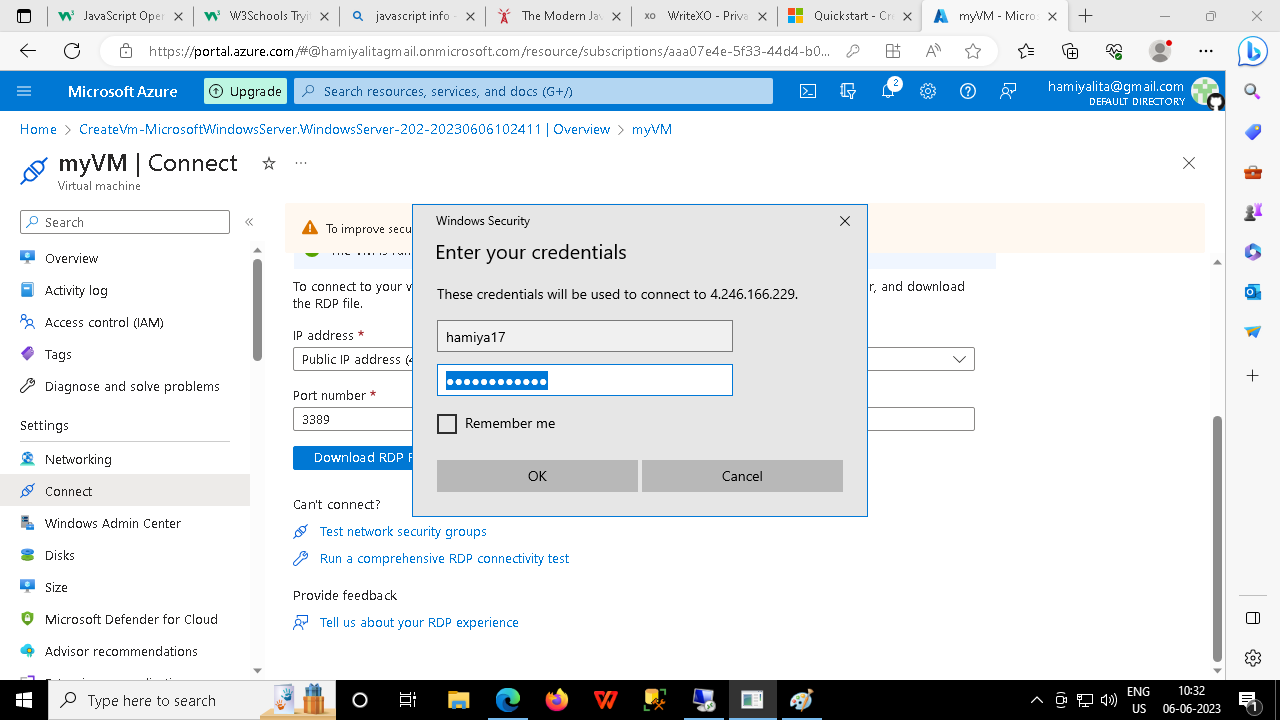 JavaScript Oper
W3Schools Tryi
javascript info -
The Modern Jav
WriteXO - Priva
Quickstart - Cre
myVM - Micros
https://portal.azure.com/#@hamiyalitagmail.onmicrosoft.com/resource/subscriptions/aaa07e4e-5f33-44d4-b0...
Microsoft Azure
Upgrade
Search resources, services, and docs (G+/)
2
hamiyalita@gmail.com
DEFAULT DIRECTORY
Home > CreateVm-MicrosoftWindowsServer.WindowsServer-202-20230606102411 | Overview > myVM
myVM | Connect
Virtual machine
Search
Overview
Activity log
Access control (IAM)
Tags
Diagnose and solve problems
Settings
Networking
Connect
Windows Admin Center
Disks
Size
Microsoft Defender for Cloud
Advisor recommendations
To improve secu
To connect to your v
r, and download
the RDP file.
IP address *
Public IP address (4
Port number *
3389
Download RDP F
Can't connect?
Test network security groups
Run a comprehensive RDP connectivity test
Provide feedback
Tell us about your RDP experience
Windows Security
Enter your credentials
These credentials will be used to connect to 4.246.166.229.
hamiya17
●●●●●●●●●●●●
Remember me
OK
Cancel
Type here to search
ENG
US
10:32
06-06-2023
1